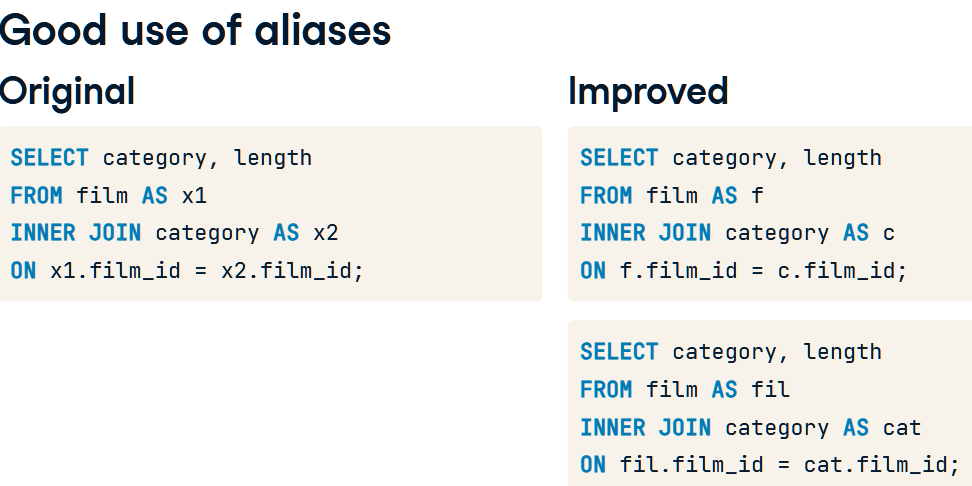 Good use of aliases
Original
SELECT category, length
FROM film AS x1
INNER JOIN category AS x2
ON x1.film_id = x2.film_id;
Improved
SELECT category, length
FROM film AS f
INNER JOIN category AS c
ON f.film_id = c.film_id;
SELECT category, length
FROM film AS fil
INNER JOIN category AS cat
ON fil.film_id = cat.film_id;